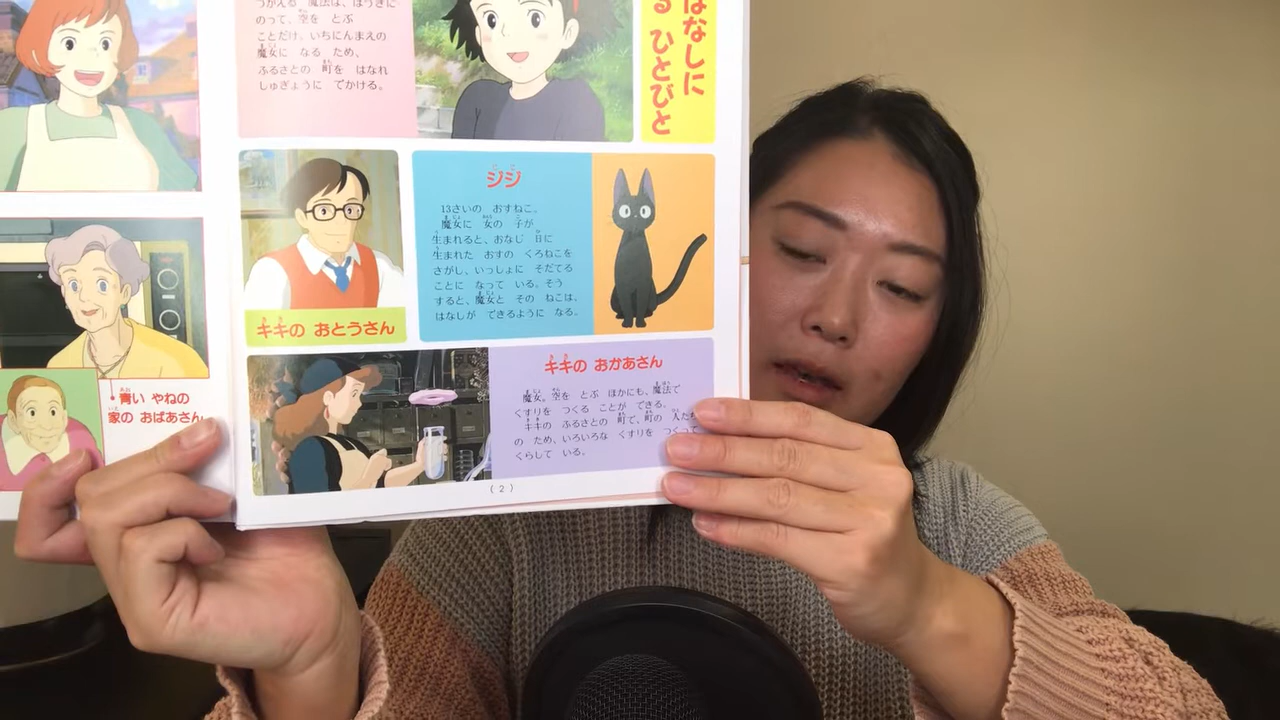 はなしに
る ひとびと
つかえる 魔法は、ほうきに
のって、空を とぶ
ことだけ。いちにんまえの
魔女に なる ため、
ふるさとの 町を はなれ
しゅぎょうに でかける。
ジジ
13さいの おすねこ。
魔女に 女の 子が
生まれると、おなじ 日に
生まれた おすの くろねこを
さがし、いっしょに そだてる
ことに なって いる。そう
すると、魔女と その ねこは、
はなしが できるように なる。
キキの おとうさん
キキの おかあさん
魔女。空を とぶ ほかにも、魔法で
くすりを つくる ことが できる。
キキの ふるさとの 町で、町の 人たち
の ため、いろいろな くすりを つくって
くらして いる。
青い やねの
家の おばあさん
(2)